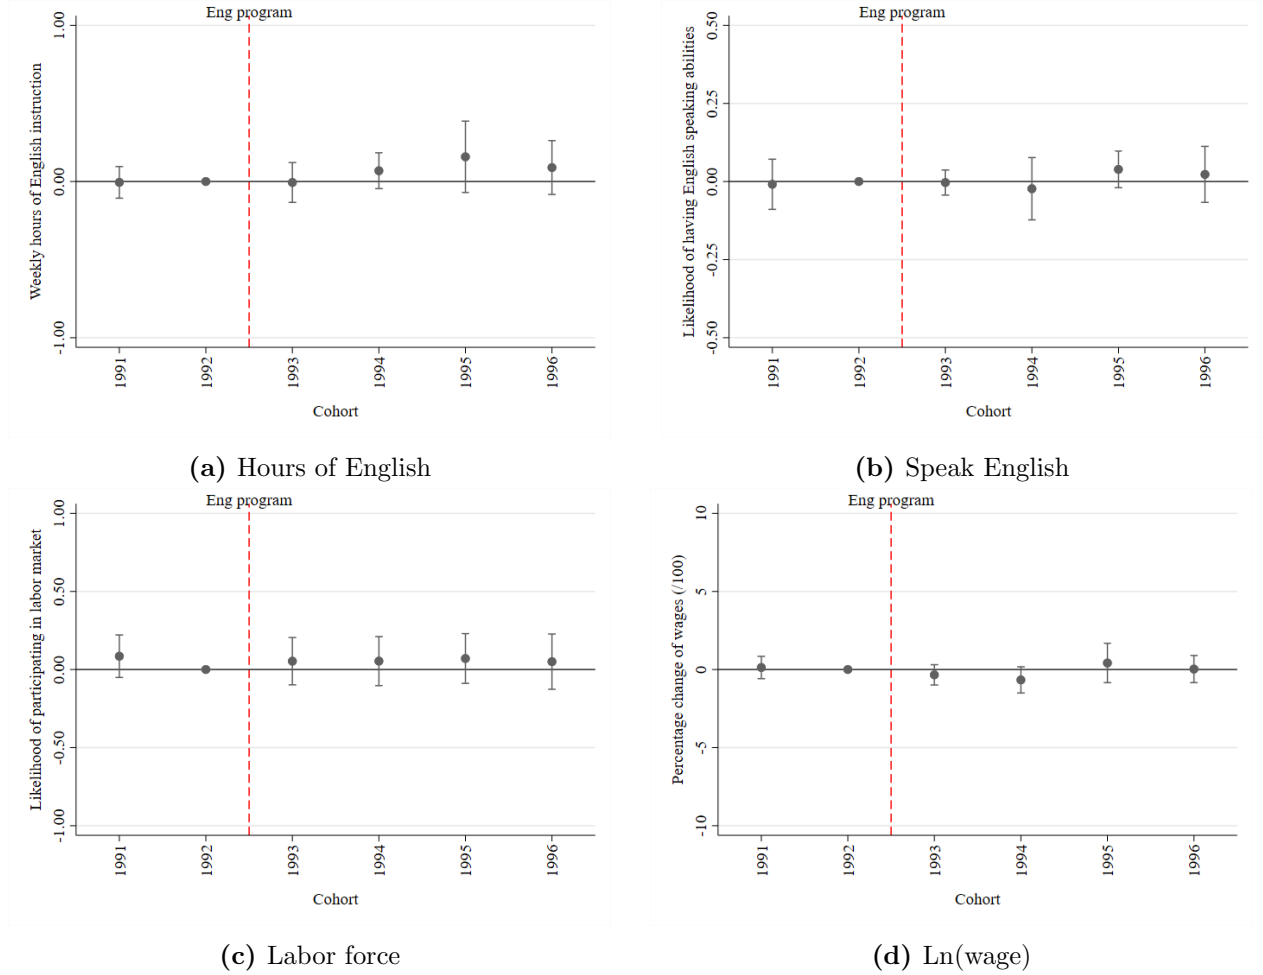 Eng program
1.00
0.00
-1.00
Weekly hours of English instruction
1991
1992
1993
1994
1995
1996
Cohort
(a) Hours of English
Eng program
0.50
0.25
0.00
-0.25
-0.50
Likelihood of having English speaking abilities
1991
1992
1993
1994
1995
1996
Cohort
(b) Speak English
Eng program
1.00
0.50
0.00
-0.50
-1.00
Likelihood of participating in labor market
1991
1992
1993
1994
1995
1996
Cohort
(c) Labor force
Eng program
10
5
0
-5
-10
Percentage change of wages (/100)
1991
1992
1993
1994
1995
1996
Cohort
(d) Ln(wage)